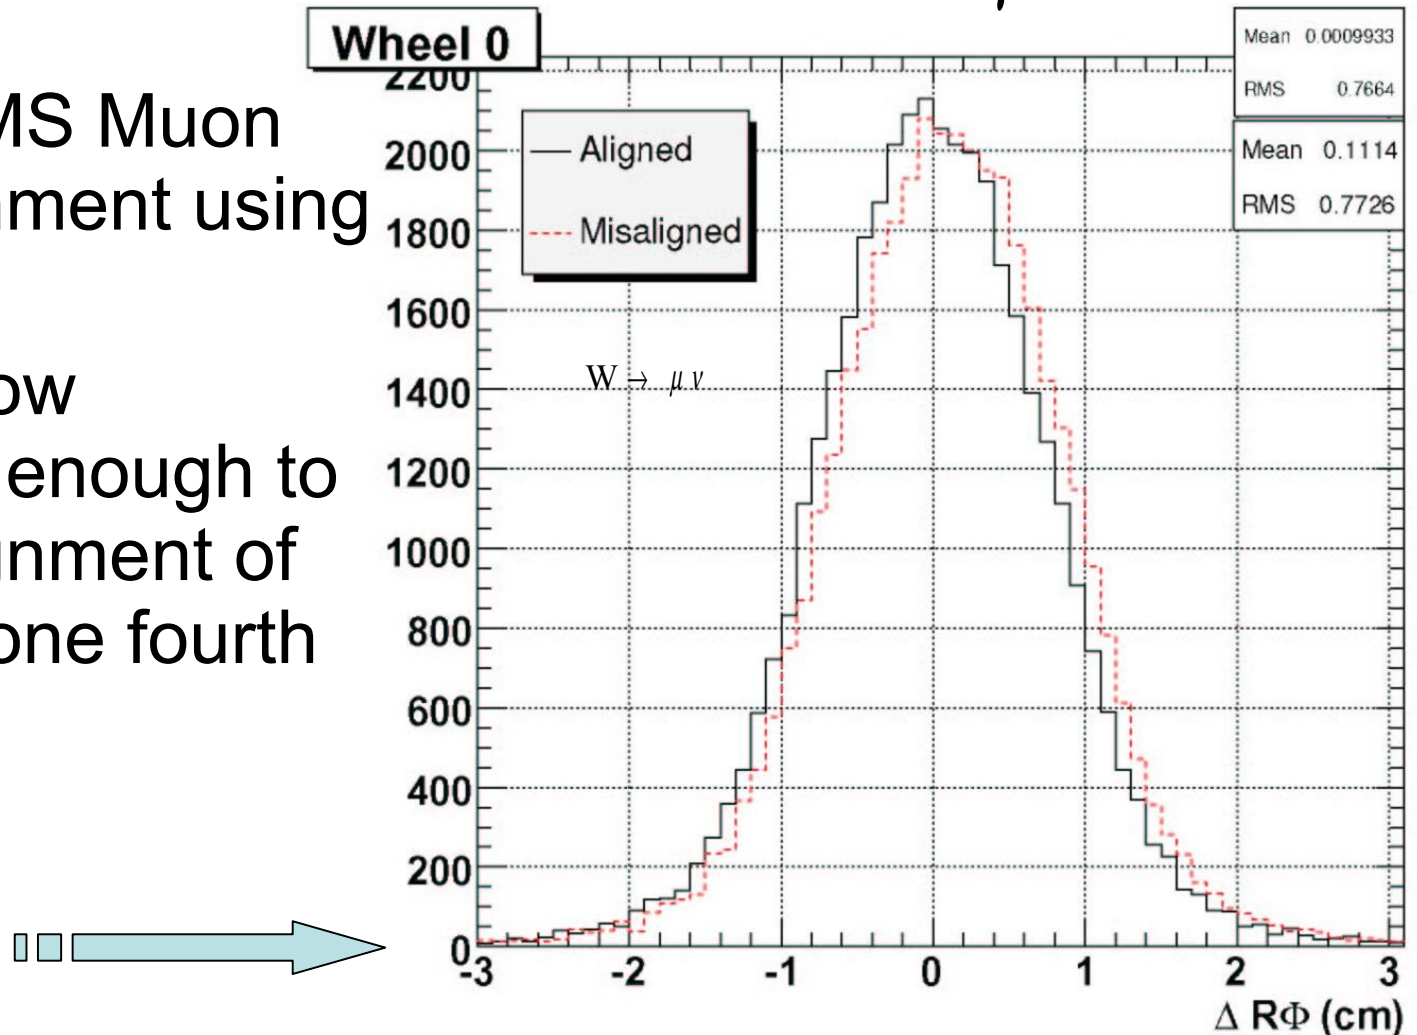 MS Muon
nment using
ow
enough to
gnment of
one fourth
Wheel 0
Mean 0.0009933
RMS 0.7664
Mean 0.1114
RMS 0.7726
Aligned
Misaligned
W → μ ν
2200
2000
1800
1600
1400
1200
1000
800
600
400
200
0
-3 -2 -1 0 1 2 3
Δ RΦ (cm)